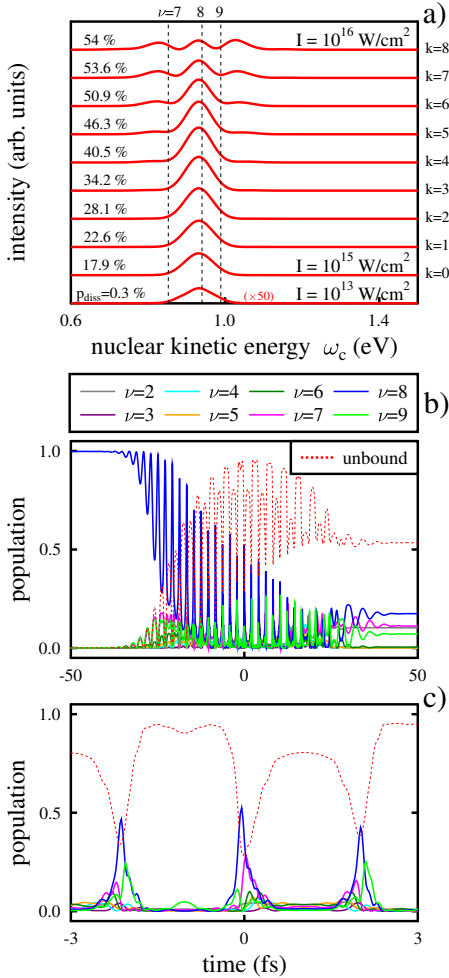 ν=7 8 9 a)
54 % I = 10¹⁶ W/cm² k=8
53.6 % k=7
50.9 % k=6
46.3 % k=5
40.5 % k=4
34.2 % k=3
28.1 % k=2
22.6 % k=1
17.9 % I = 10¹⁵ W/cm² k=0
p_diss=0.3 % (×50) I = 10¹³ W/cm²
intensity (arb. units)
0.6 1.0 1.4
nuclear kinetic energy ω_c (eV)
ν=2 ν=4 ν=6 ν=8
ν=3 ν=5 ν=7 ν=9
b)
1.0
unbound
0.5
0.0
population
-50 0 50
c)
1.0
0.5
0.0
population
-3 0 3
time (fs)